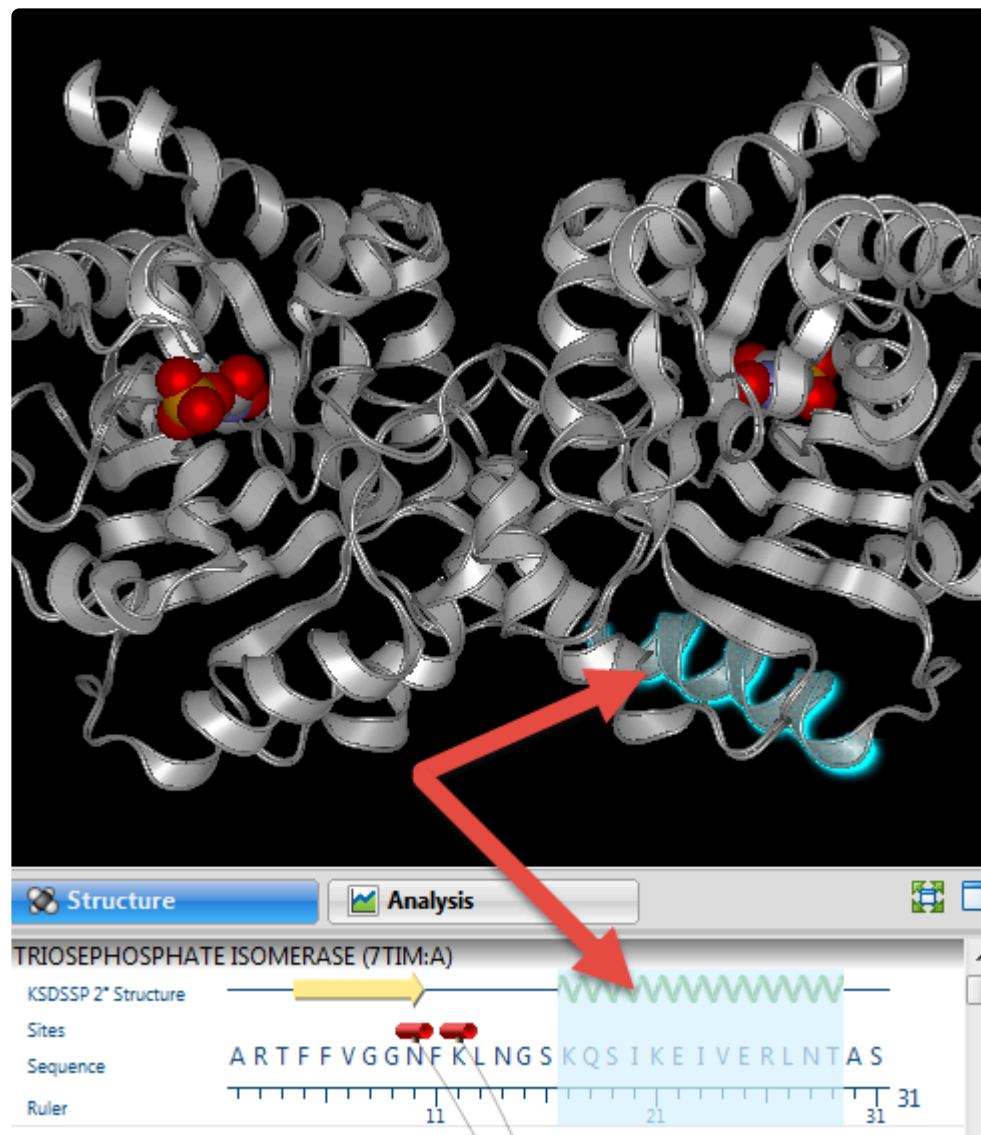 Structure
Analysis
TRIOSEPHOSPHATE ISOMERASE (7TIM:A)
KSDSSP 2° Structure
Sites
Sequence
A R T F F V G G N F K L N G S K Q S I K E I V E R L N T A S
Ruler
11
21
31
31